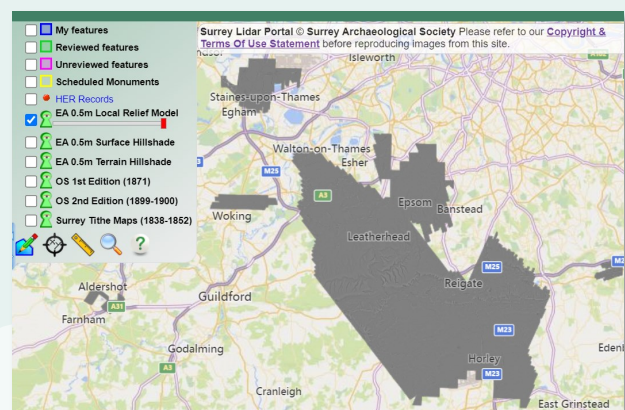 My features
Reviewed features
Unreviewed features
Scheduled Monuments
HER Records
EA 0.5m Local Relief Model
EA 0.5m Surface Hillshade
EA 0.5m Terrain Hillshade
OS 1st Edition (1871)
OS 2nd Edition (1899-1900)
Surrey Tithe Maps (1838-1852)
?
Surrey Lidar Portal © Surrey Archaeological Society Please refer to our Copyright &
Terms Of Use Statement before reproducing images from this site.
Isleworth
Staines-upon-Thames
Egham
Walton-on-Thames
Esher
M25
A3
Epsom
Banstead
Woking
Leatherhead
M25
Reigate
Aldershot
A31
Guildford
Farnham
M23
Godalming
Horley
A3
M23
Cranleigh
East Grinstead